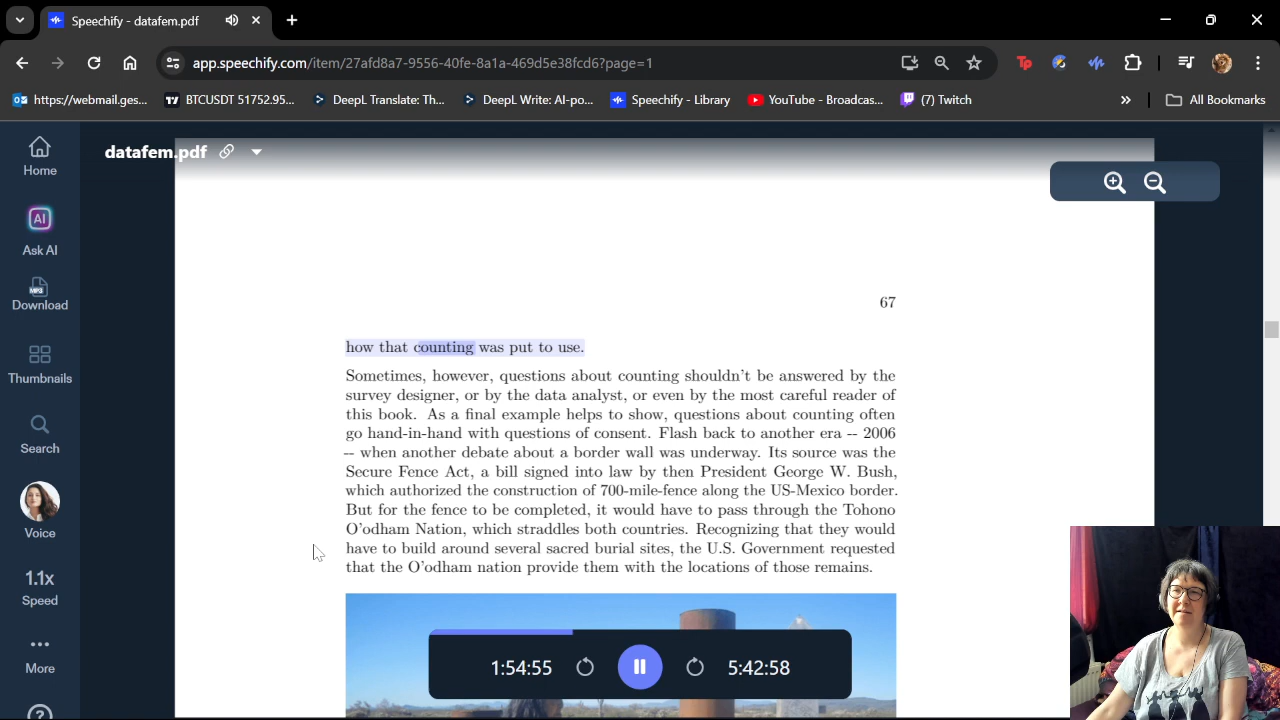 Speechify - datafem.pdf
app.speechify.com/item/27afd8a7-9556-40fe-8a1a-469d5e38fcd6?page=1
https://webmail.ges...
BTCUSDT 51752.95...
DeepL Translate: Th...
DeepL Write: AI-po...
Speechify - Library
YouTube - Broadcas...
(7) Twitch
»
All Bookmarks
Tp
datafem.pdf
Home
AI
Ask AI
MP3
Download
Thumbnails
Search
Voice
1.1x
Speed
More
67
how that counting was put to use.
Sometimes, however, questions about counting shouldn't be answered by the
survey designer, or by the data analyst, or even by the most careful reader of
this book. As a final example helps to show, questions about counting often
go hand-in-hand with questions of consent. Flash back to another era -- 2006
-- when another debate about a border wall was underway. Its source was the
Secure Fence Act, a bill signed into law by then President George W. Bush,
which authorized the construction of 700-mile-fence along the US-Mexico border.
But for the fence to be completed, it would have to pass through the Tohono
O'odham Nation, which straddles both countries. Recognizing that they would
have to build around several sacred burial sites, the U.S. Government requested
that the O'odham nation provide them with the locations of those remains.
1:54:55
5:42:58